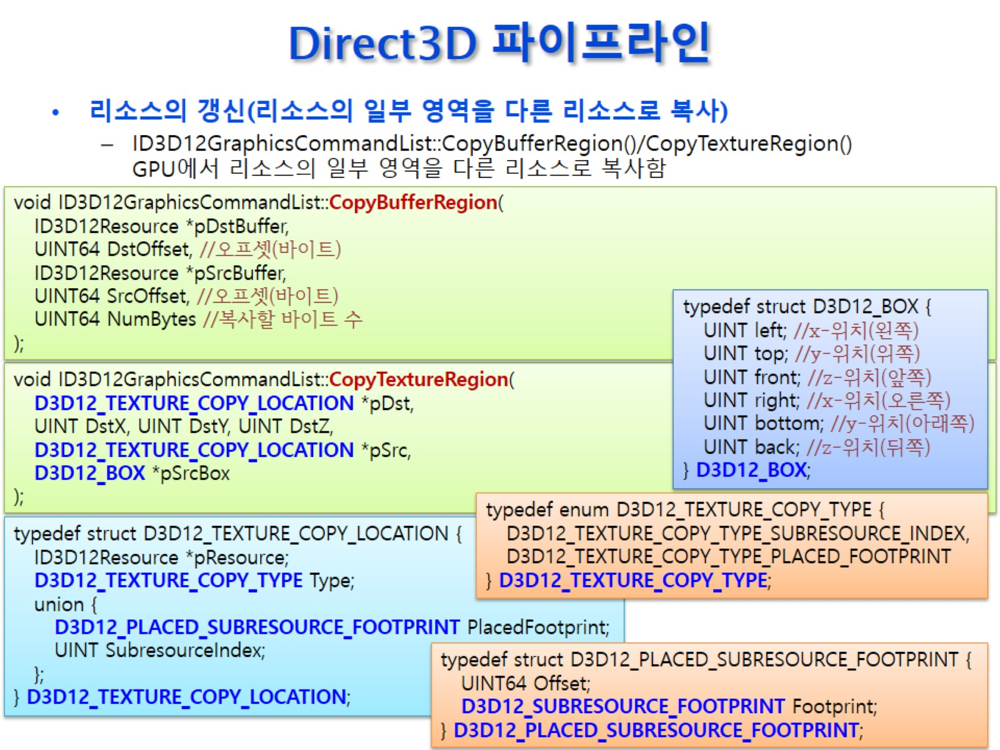 Direct3D 파이프라인
• 리소스의 갱신(리소스의 일부 영역을 다른 리소스로 복사)
– ID3D12GraphicsCommandList::CopyBufferRegion()/CopyTextureRegion()
GPU에서 리소스의 일부 영역을 다른 리소스로 복사함
void ID3D12GraphicsCommandList::CopyBufferRegion(
ID3D12Resource *pDstBuffer,
UINT64 DstOffset, //오프셋(바이트)
ID3D12Resource *pSrcBuffer,
UINT64 SrcOffset, //오프셋(바이트)
UINT64 NumBytes //복사할 바이트 수
);
typedef struct D3D12_BOX {
UINT left; //x-위치(왼쪽)
UINT top; //y-위치(위쪽)
UINT front; //z-위치(앞쪽)
UINT right; //x-위치(오른쪽)
UINT bottom; //y-위치(아래쪽)
UINT back; //z-위치(뒤쪽)
} D3D12_BOX;
void ID3D12GraphicsCommandList::CopyTextureRegion(
D3D12_TEXTURE_COPY_LOCATION *pDst,
UINT DstX, UINT DstY, UINT DstZ,
D3D12_TEXTURE_COPY_LOCATION *pSrc,
D3D12_BOX *pSrcBox
);
typedef enum D3D12_TEXTURE_COPY_TYPE {
D3D12_TEXTURE_COPY_TYPE_SUBRESOURCE_INDEX,
D3D12_TEXTURE_COPY_TYPE_PLACED_FOOTPRINT
} D3D12_TEXTURE_COPY_TYPE;
typedef struct D3D12_TEXTURE_COPY_LOCATION {
ID3D12Resource *pResource;
D3D12_TEXTURE_COPY_TYPE Type;
union {
D3D12_PLACED_SUBRESOURCE_FOOTPRINT PlacedFootprint;
UINT SubresourceIndex;
};
} D3D12_TEXTURE_COPY_LOCATION;
typedef struct D3D12_PLACED_SUBRESOURCE_FOOTPRINT {
UINT64 Offset;
D3D12_SUBRESOURCE_FOOTPRINT Footprint;
} D3D12_PLACED_SUBRESOURCE_FOOTPRINT;